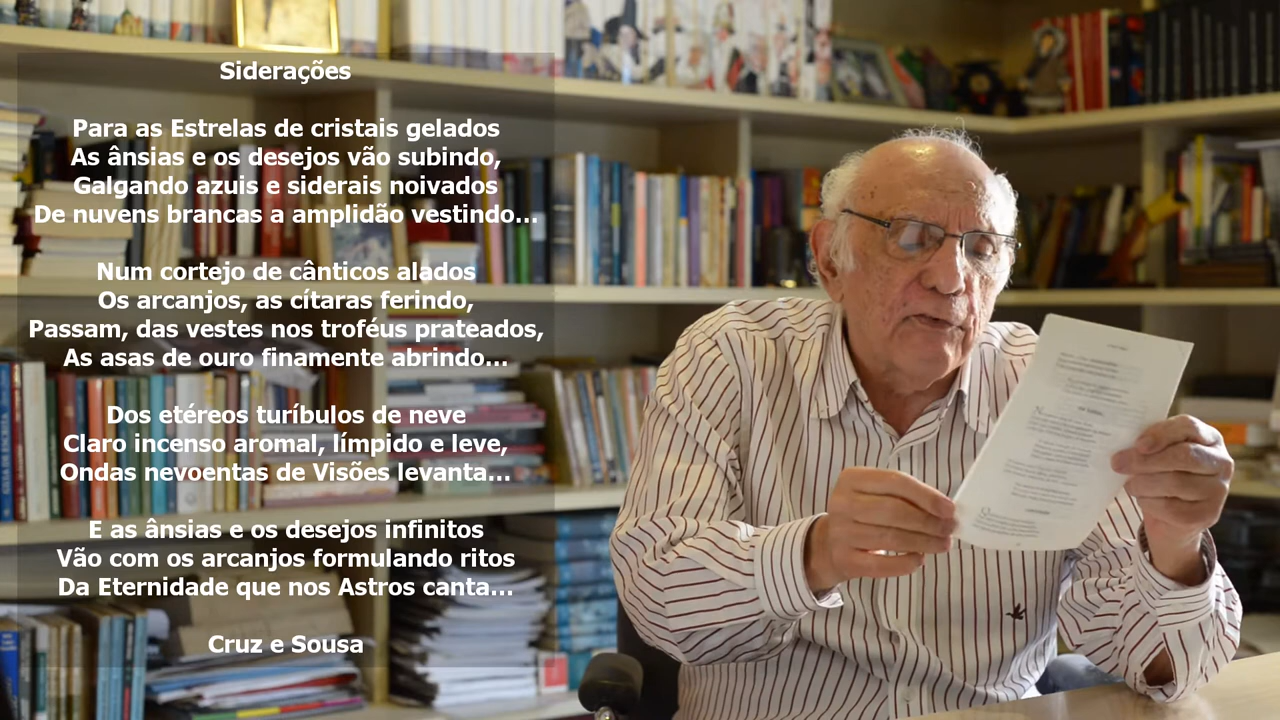 Siderações
Para as Estrelas de cristais gelados
As ânsias e os desejos vão subindo,
Galgando azuis e siderais noivados
De nuvens brancas a amplidão vestindo...
Num cortejo de cânticos alados
Os arcanjos, as cítaras ferindo,
Passam, das vestes nos troféus prateados,
As asas de ouro finamente abrindo...
Dos etéreos turíbulos de neve
Claro incenso aromal, límpido e leve,
Ondas nevoentas de Visões levanta...
E as ânsias e os desejos infinitos
Vão com os arcanjos formulando ritos
Da Eternidade que nos Astros canta...
Cruz e Sousa